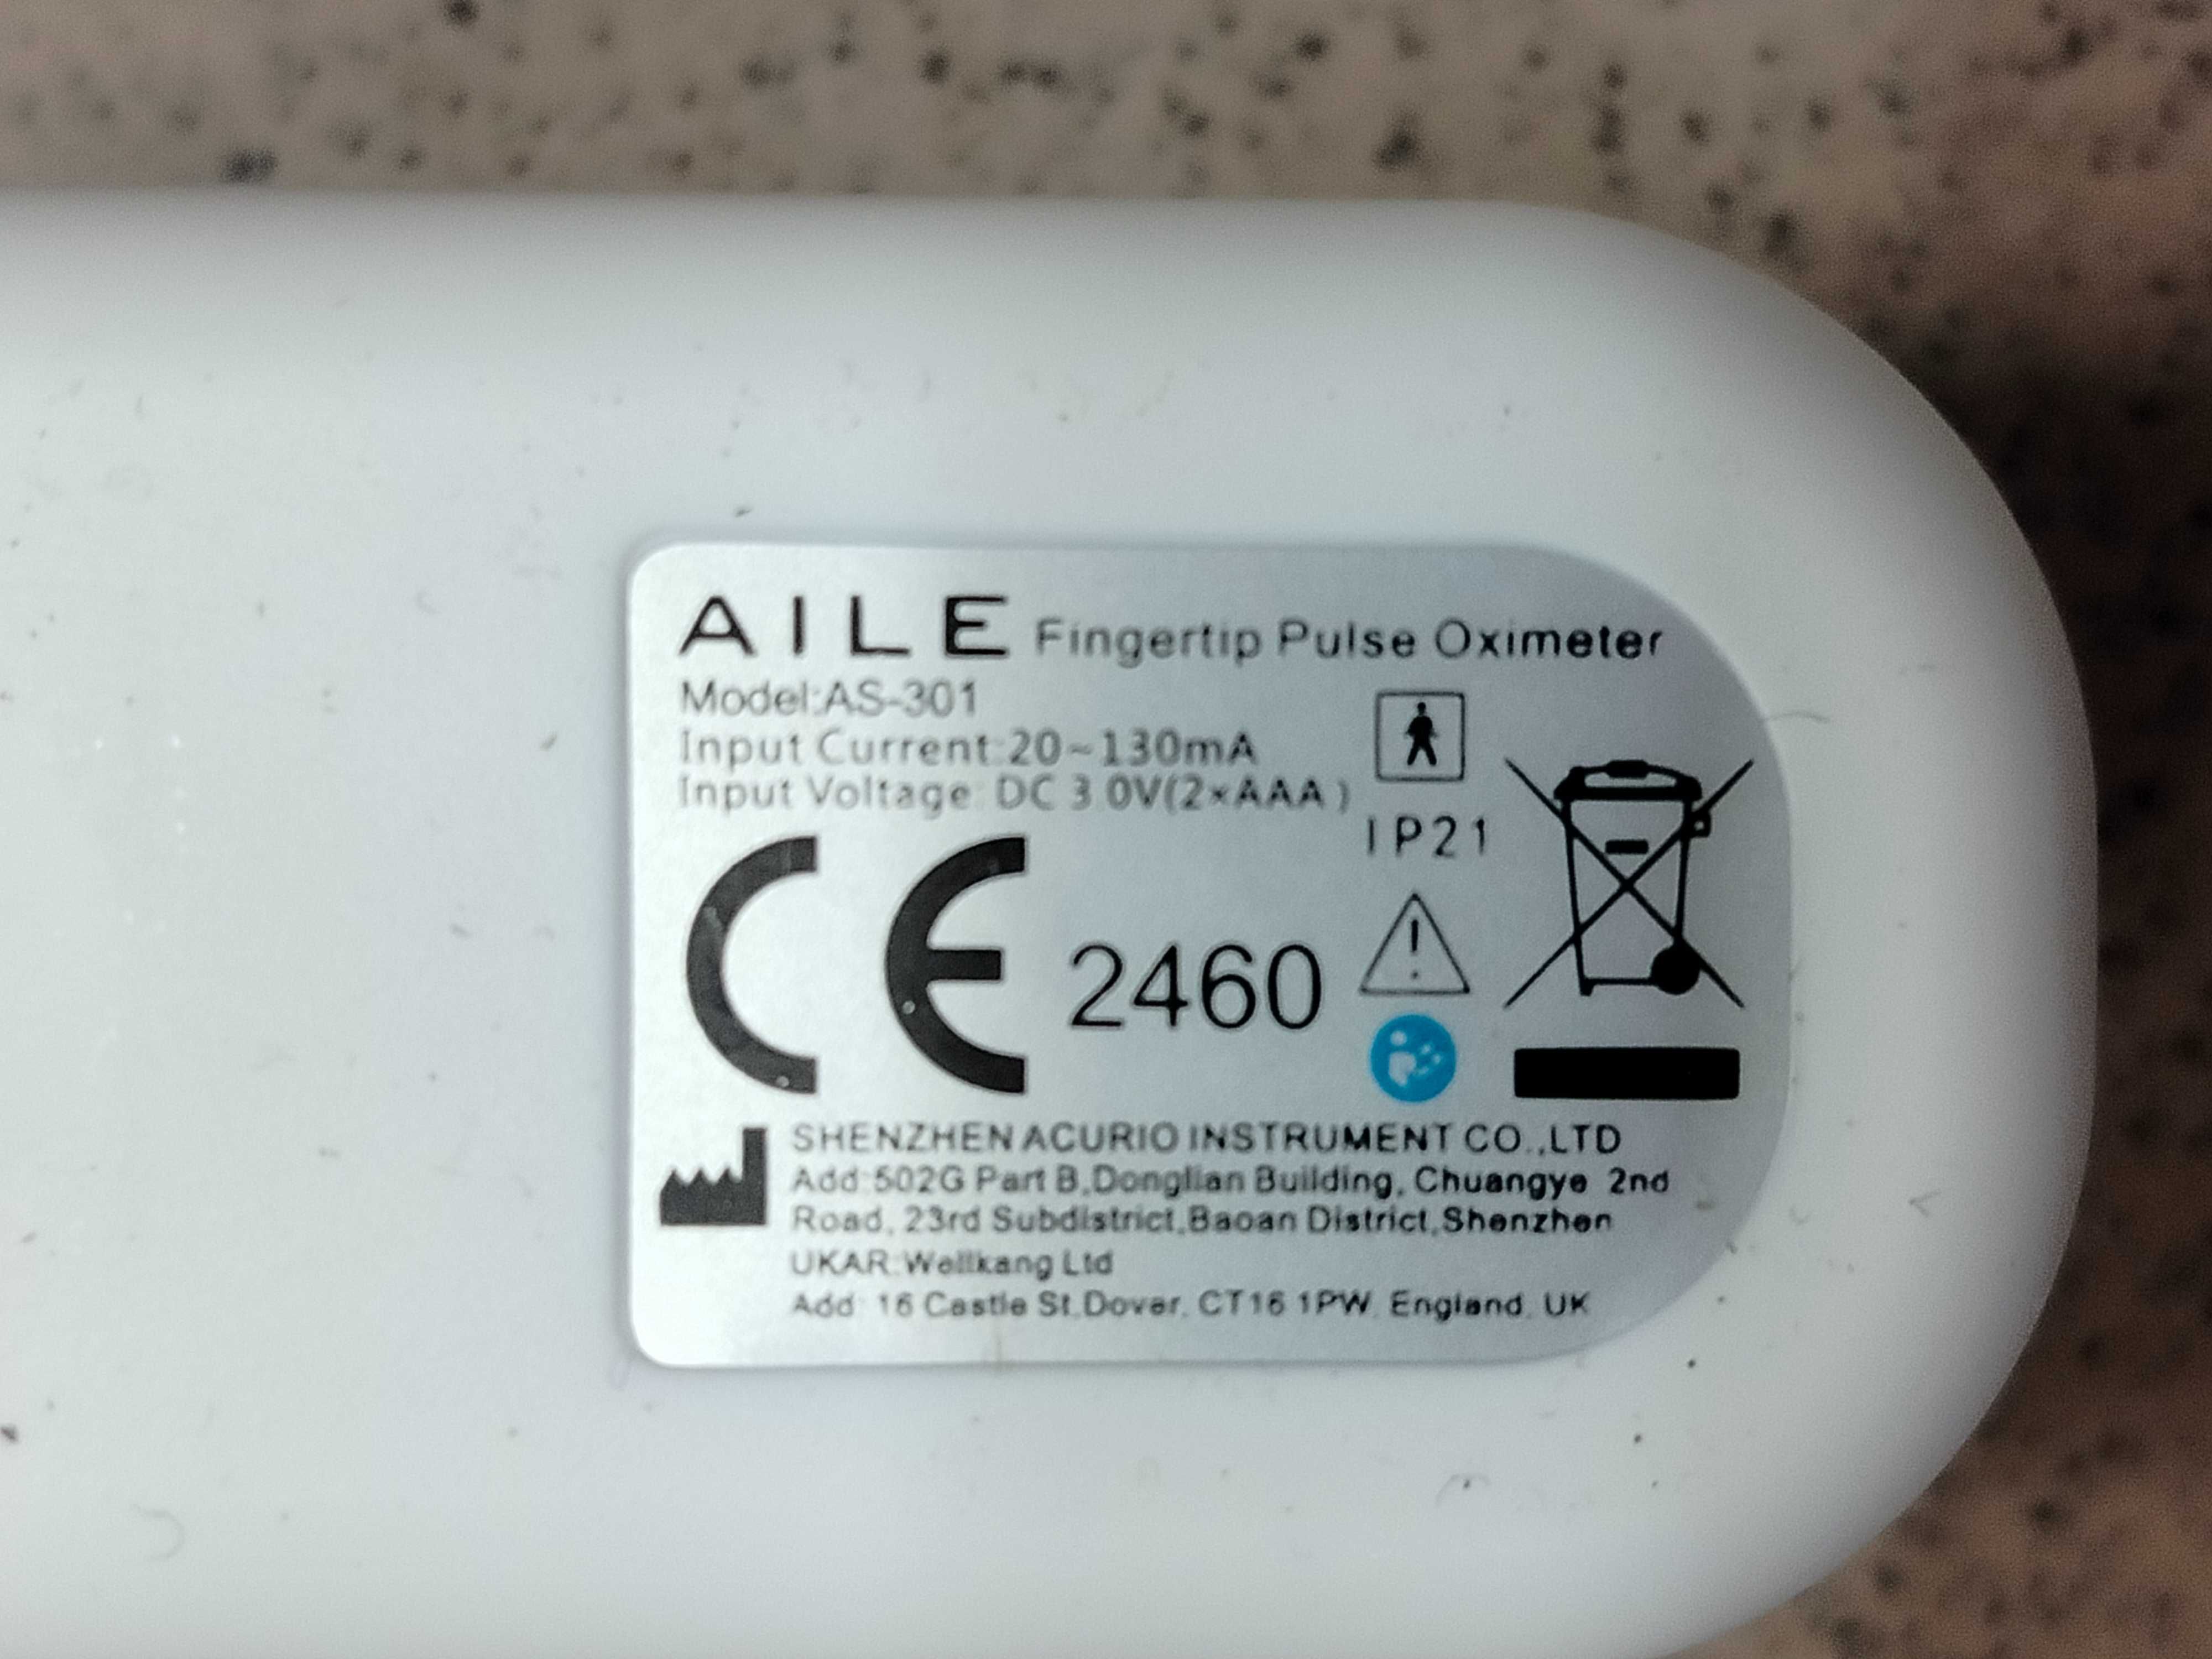 AILE Fingertip Pulse Oximeter
Model:AS-301
Input Current:20~130mA
Input Voltage: DC 3.0V(2×AAA)
IP21
CE 2460
SHENZHEN ACURIO INSTRUMENT CO.,LTD
Add:502G Part B,Donglian Building, Chuangye 2nd
Road, 23rd Subdistrict,Baoan District,Shenzhen
UKAR:Wellkang Ltd
Add: 16 Castle St,Dover, CT16 1PW, England, UK